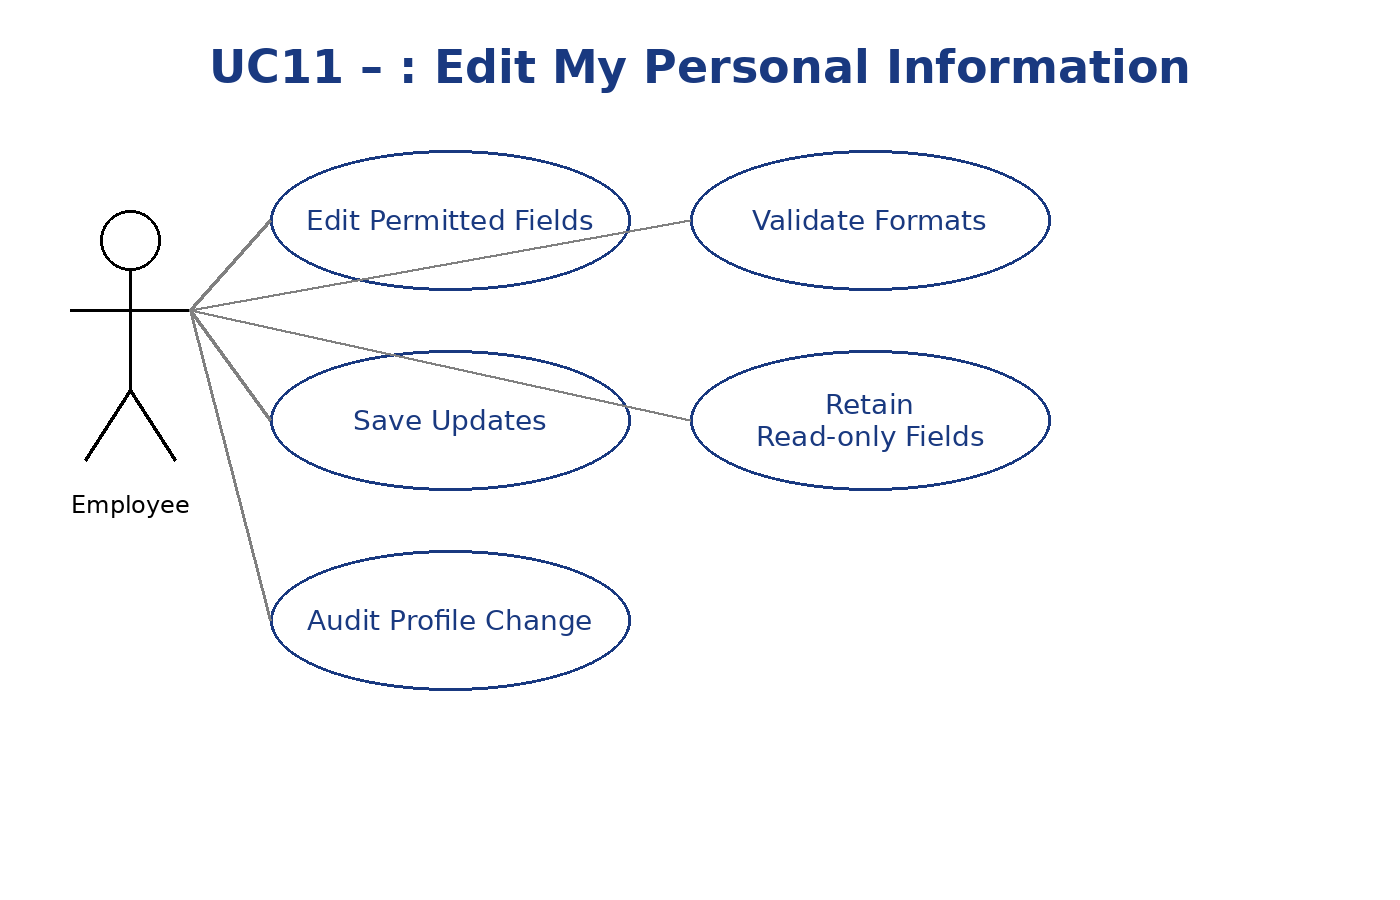 UC11 – : Edit My Personal Information
Edit Permitted Fields
Validate Formats
Save Updates
Retain
Read-only Fields
Employee
Audit Profile Change